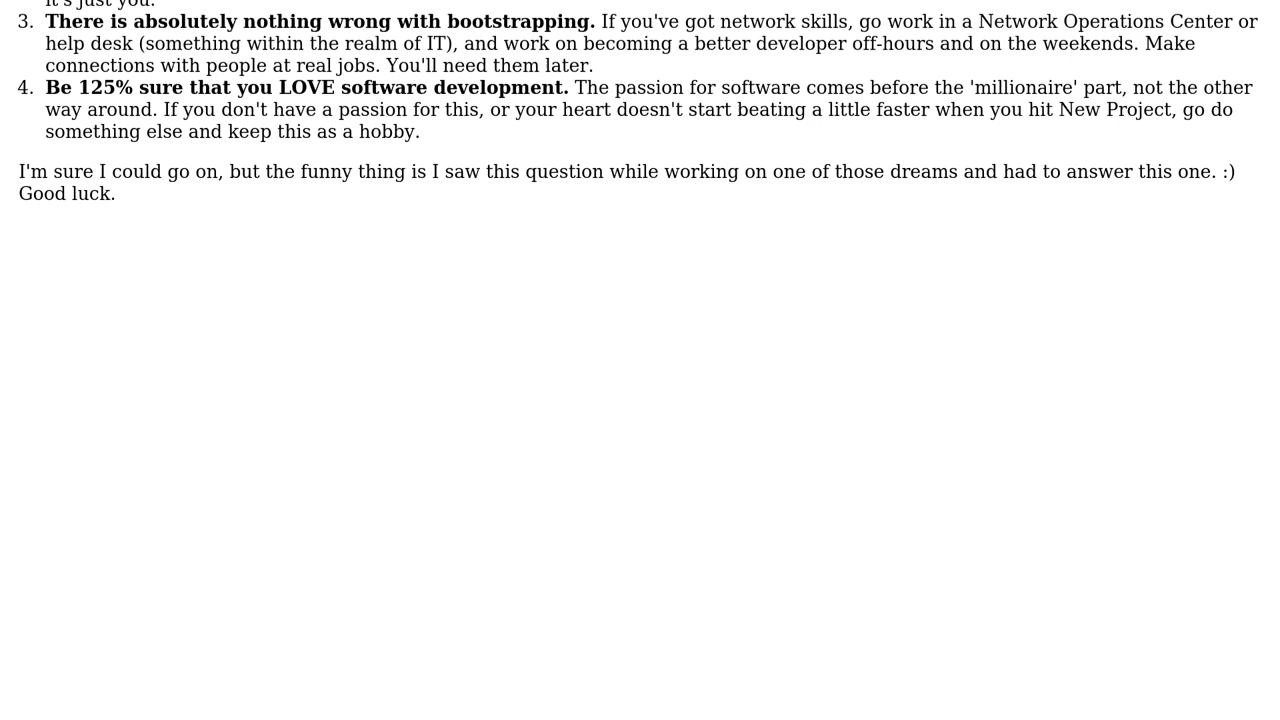 it's just you.
3. There is absolutely nothing wrong with bootstrapping. If you've got network skills, go work in a Network Operations Center or
help desk (something within the realm of IT), and work on becoming a better developer off-hours and on the weekends. Make
connections with people at real jobs. You'll need them later.
4. Be 125% sure that you LOVE software development. The passion for software comes before the 'millionaire' part, not the other
way around. If you don't have a passion for this, or your heart doesn't start beating a little faster when you hit New Project, go do
something else and keep this as a hobby.
I'm sure I could go on, but the funny thing is I saw this question while working on one of those dreams and had to answer this one. :)
Good luck.